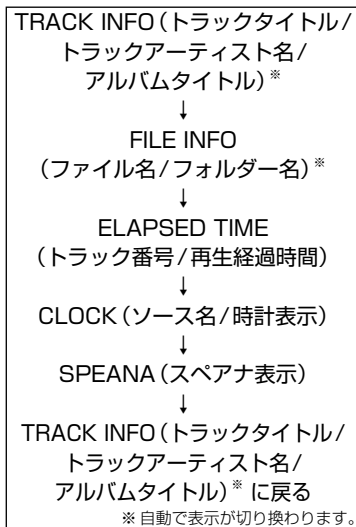 TRACK INFO（トラックタイトル/
トラックアーティスト名/
アルバムタイトル）※
↓
FILE INFO
（ファイル名/フォルダー名）※
↓
ELAPSED TIME
（トラック番号/再生経過時間）
↓
CLOCK（ソース名/時計表示）
↓
SPEANA（スペアナ表示）
↓
TRACK INFO（トラックタイトル/
トラックアーティスト名/
アルバムタイトル）※ に戻る
※ 自動で表示が切り換わります。